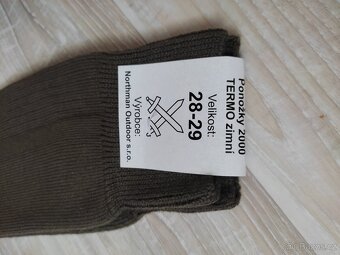 Ponožky 2000
TERMO zimní
Velikost:
28-29
Výrobce:
Northman Outdoor s.r.o.